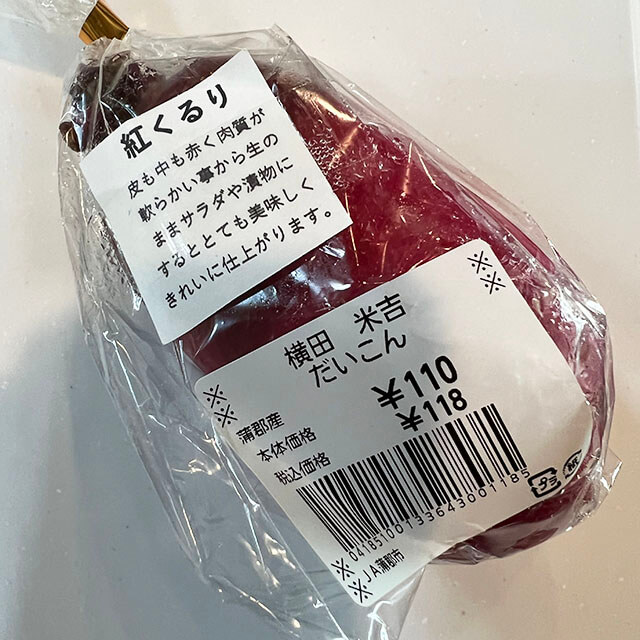 紅くるり
皮も中も赤く肉質が
軟らかい事から生の
ままサラダや漬物に
するととても美味しく
きれいに仕上がります。
※※
横田 米吉
だいこん
※※
蒲郡産
本体価格 ¥110
税込価格 ¥118
04185100133643001185
プラ
紙
※※JA蒲郡市